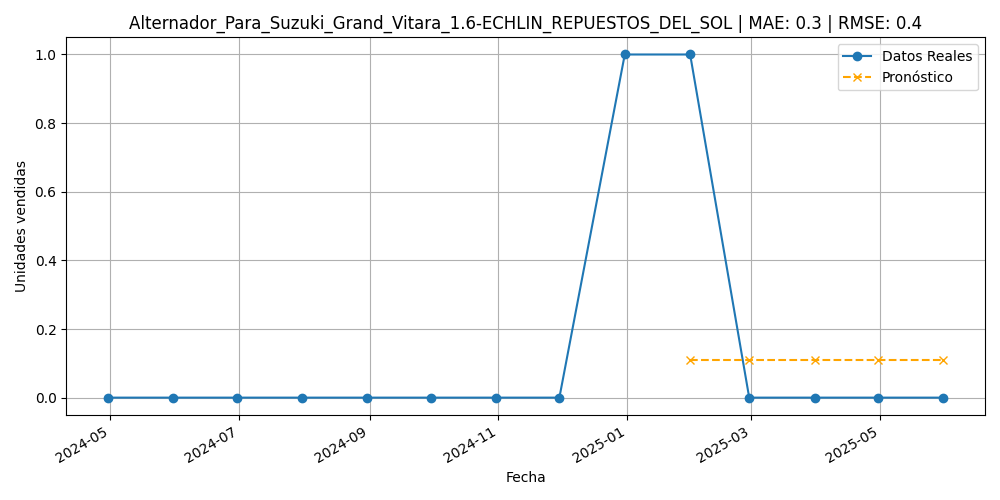 Alternador_Para_Suzuki_Grand_Vitara_1.6-ECHLIN_REPUESTOS_DEL_SOL | MAE: 0.3 | RMSE: 0.4
Datos Reales
Pronóstico
Unidades vendidas
1.0
0.8
0.6
0.4
0.2
0.0
2024-05
2024-07
2024-09
2024-11
2025-01
2025-03
2025-05
Fecha